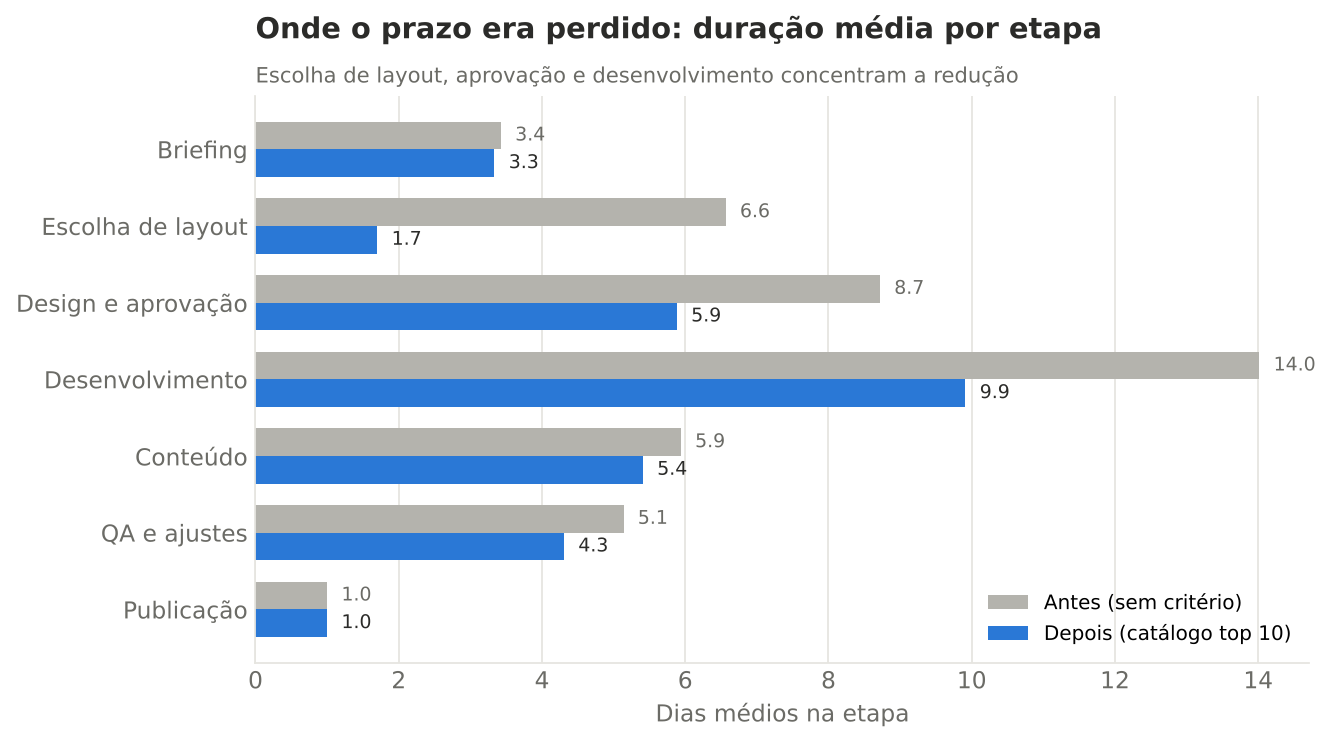 Onde o prazo era perdido: duração média por etapa
Escolha de layout, aprovação e desenvolvimento concentram a redução
Briefing
3.4
3.3
Escolha de layout
6.6
1.7
Design e aprovação
8.7
5.9
Desenvolvimento
14.0
9.9
Conteúdo
5.9
5.4
QA e ajustes
5.1
4.3
Publicação
1.0
1.0
Antes (sem critério)
Depois (catálogo top 10)
0 2 4 6 8 10 12 14
Dias médios na etapa